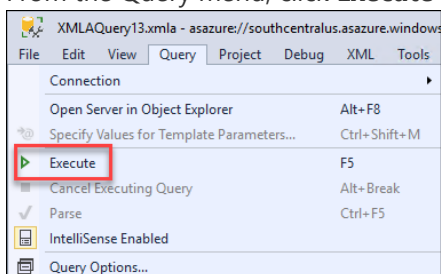 From the Query menu, click Execute
XMLAQuery13.xmla - asazure://southcentralus.asazure.windows
File Edit View Query Project Debug XML Tools
Connection
Open Server in Object Explorer Alt+F8
Specify Values for Template Parameters... Ctrl+Shift+M
Execute F5
Cancel Executing Query Alt+Brea
Parse Ctrl+F5
IntelliSense Enabled
Query Options...